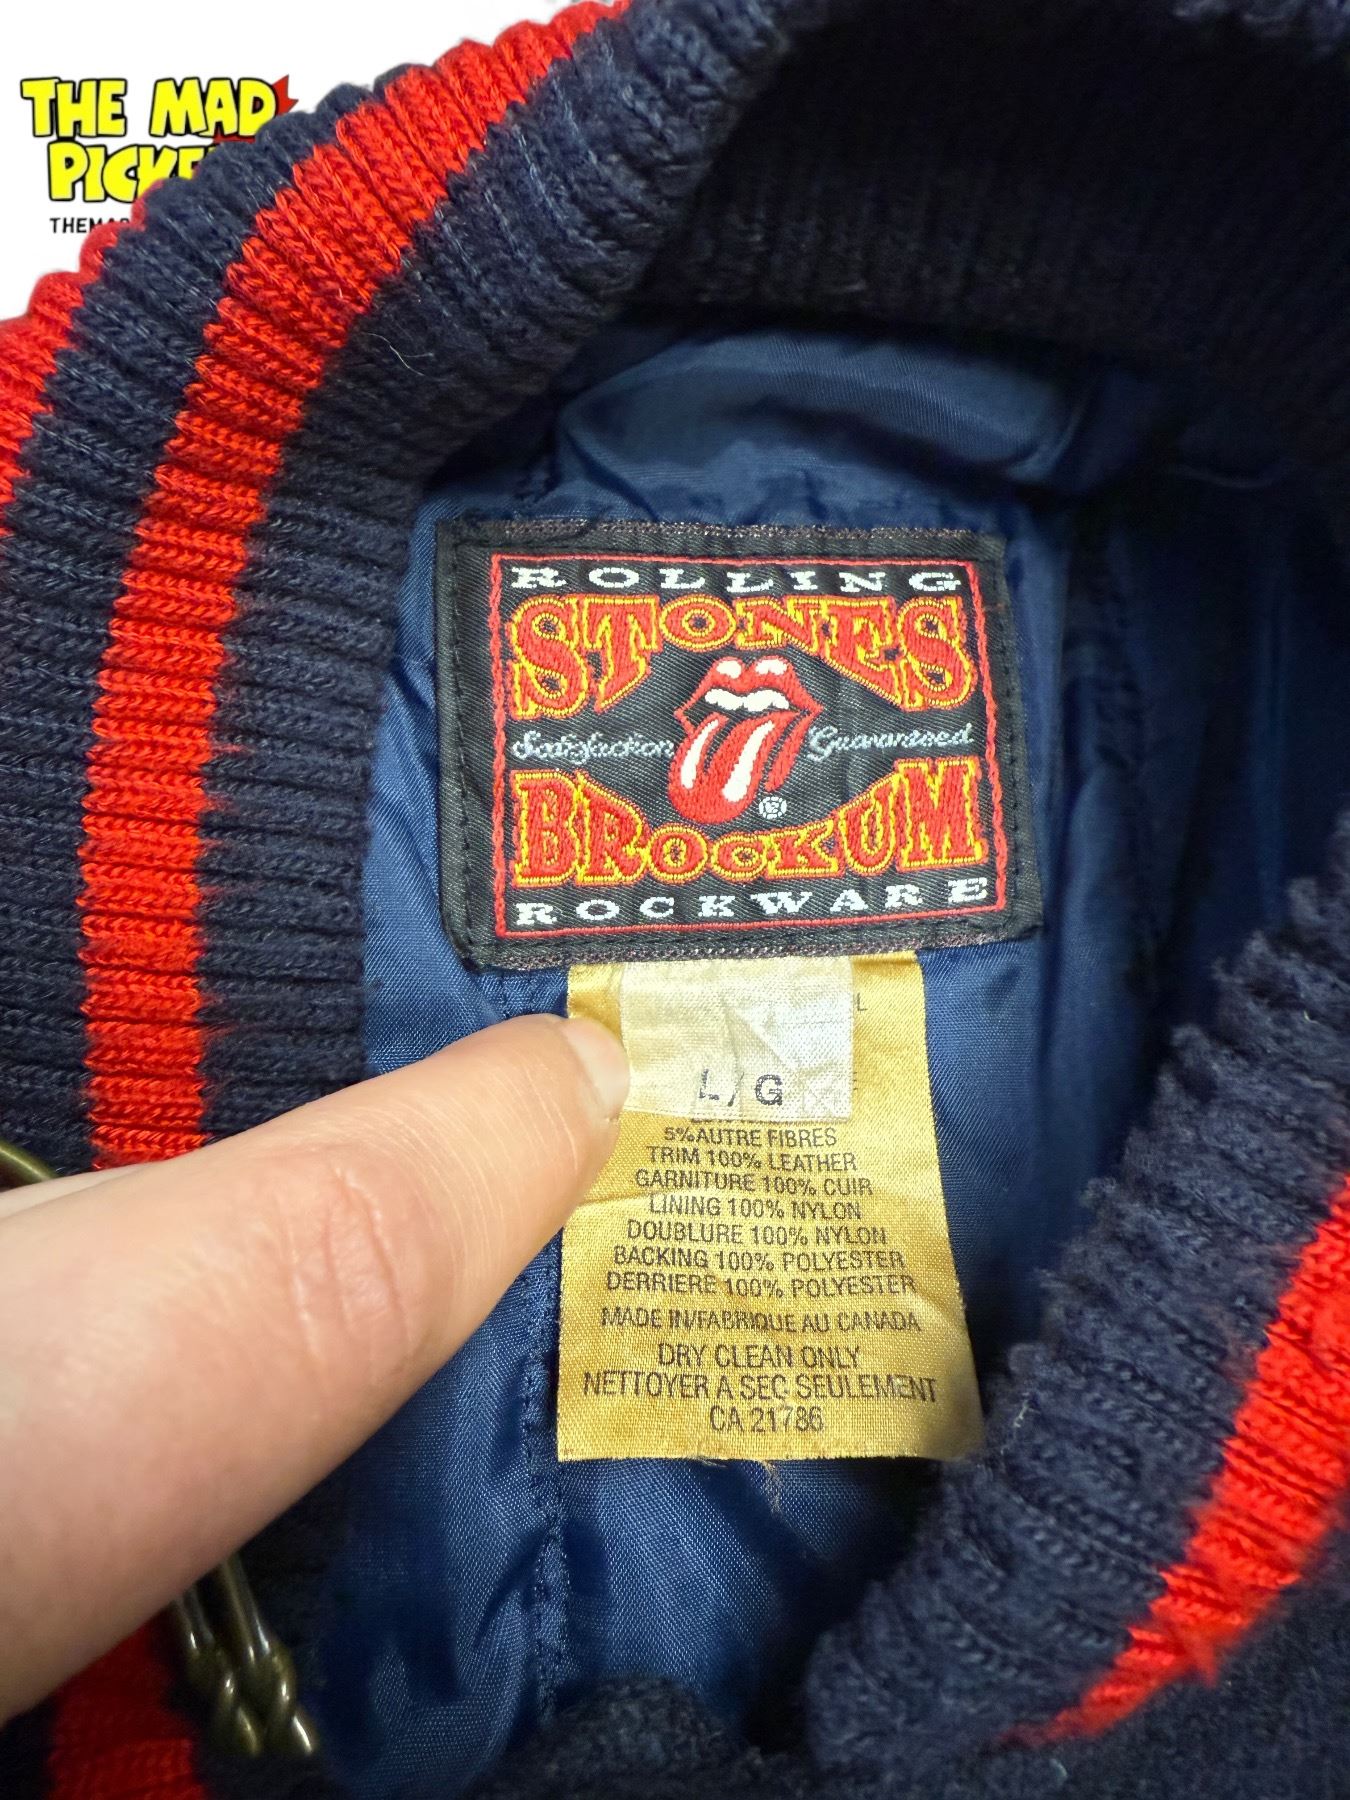 THE MAD
ROLLING
STONES
Satisfaction Guaranteed
BROCKUM
ROCKWARE
L
L/G
5% AUTRE FIBRES
TRIM 100% LEATHER
GARNITURE 100% CUIR
LINING 100% NYLON
DOUBLURE 100% NYLON
BACKING 100% POLYESTER
DERRIERE 100% POLYESTER
MADE IN/FABRIQUE AU CANADA
DRY CLEAN ONLY
NETTOYER A SEC SEULEMENT
CA 21786